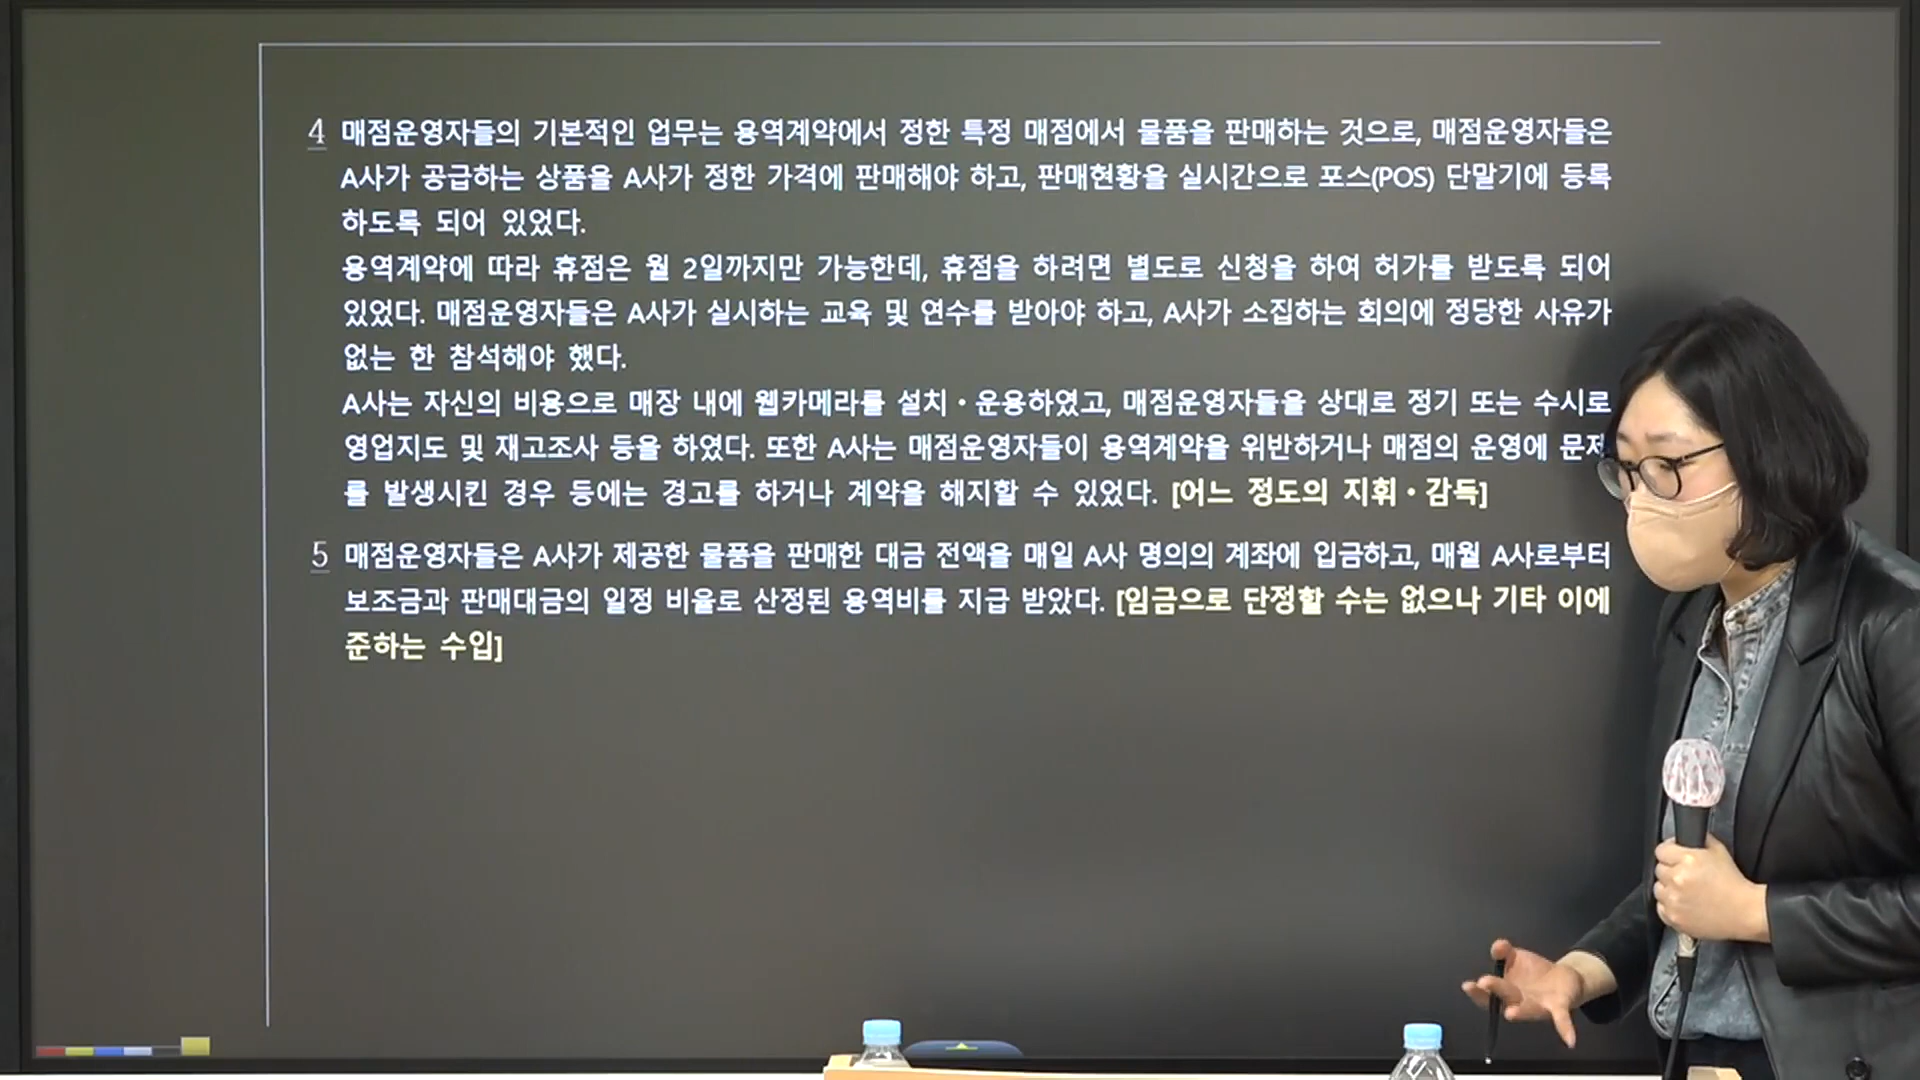 4 매점운영자들의 기본적인 업무는 용역계약에서 정한 특정 매점에서 물품을 판매하는 것으로, 매점운영자들은
A사가 공급하는 상품을 A사가 정한 가격에 판매해야 하고, 판매현황을 실시간으로 포스(POS) 단말기에 등록
하도록 되어 있었다.
용역계약에 따라 휴점은 월 2일까지만 가능한데, 휴점을 하려면 별도로 신청을 하여 허가를 받도록 되어
있었다. 매점운영자들은 A사가 실시하는 교육 및 연수를 받아야 하고, A사가 소집하는 회의에 정당한 사유가
없는 한 참석해야 했다.
A사는 자신의 비용으로 매장 내에 웹카메라를 설치・운용하였고, 매점운영자들을 상대로 정기 또는 수시로
영업지도 및 재고조사 등을 하였다. 또한 A사는 매점운영자들이 용역계약을 위반하거나 매점의 운영에 문제
를 발생시킨 경우 등에는 경고를 하거나 계약을 해지할 수 있었다. [어느 정도의 지휘・감독]
5 매점운영자들은 A사가 제공한 물품을 판매한 대금 전액을 매일 A사 명의의 계좌에 입금하고, 매월 A사로부터
보조금과 판매대금의 일정 비율로 산정된 용역비를 지급 받았다. [임금으로 단정할 수는 없으나 기타 이에
준하는 수입]